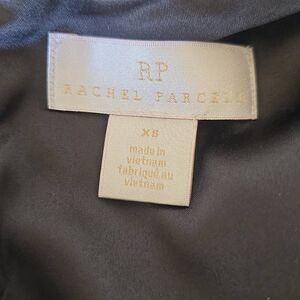 RP
RACHEL PARCELL
XS
made in
vietnam
fabriqué au
vietnam